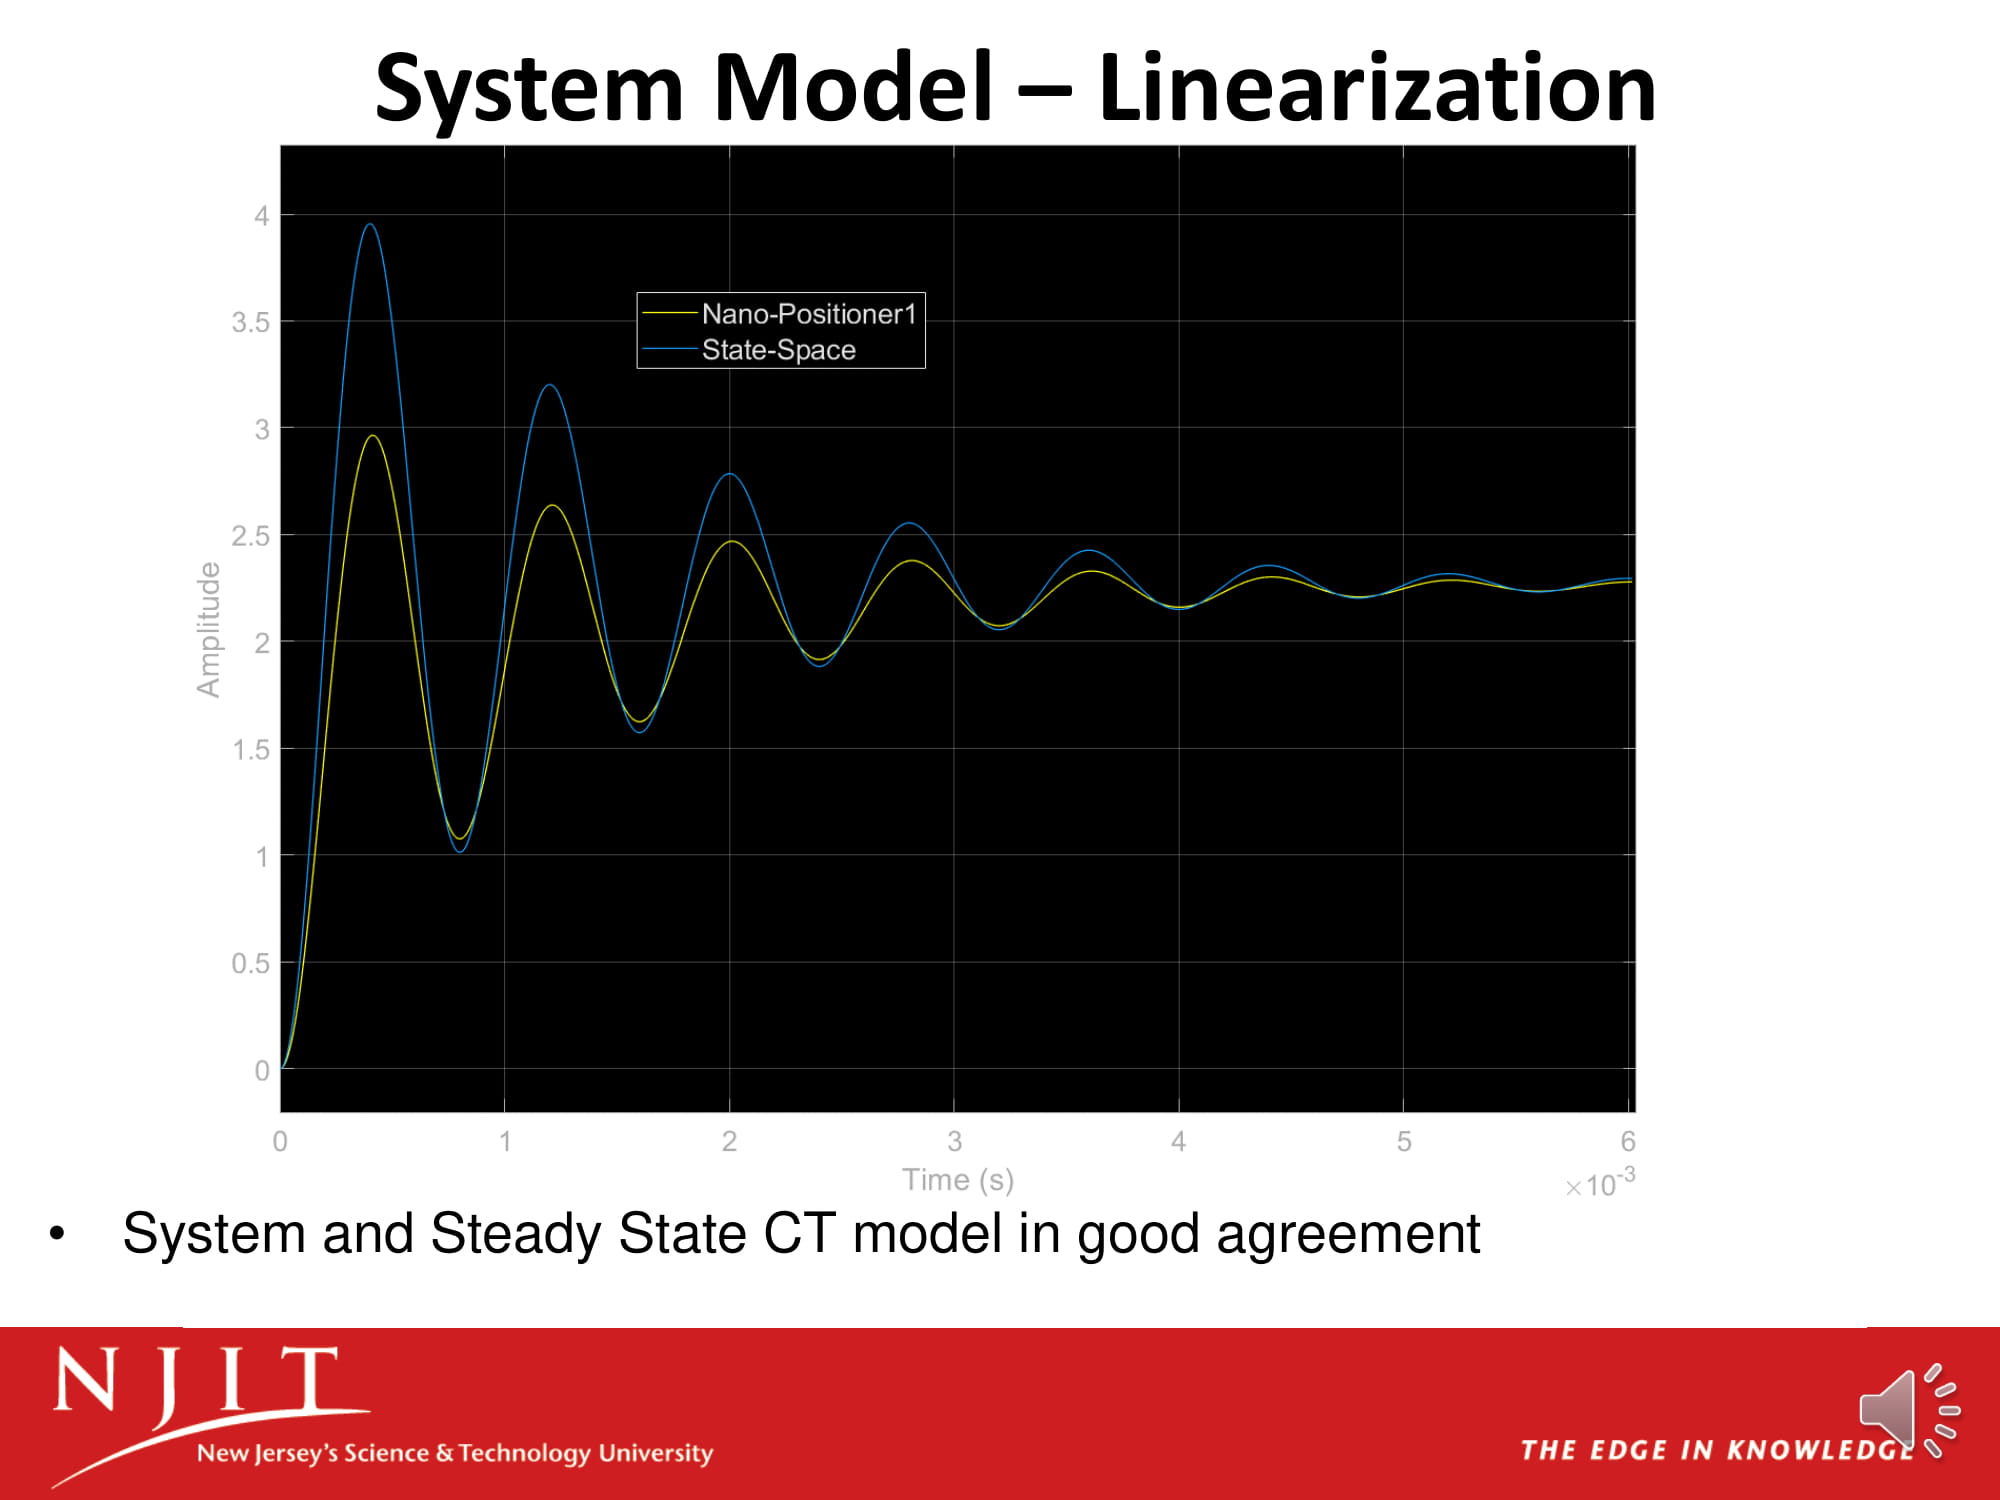 System Model – Linearization
4
3.5
3
2.5
2
1.5
1
0.5
0
Amplitude
Nano-Positioner1
State-Space
0 1 2 3 4 5 6
Time (s)
×10⁻³
• System and Steady State CT model in good agreement
NJIT
New Jersey's Science & Technology University
THE EDGE IN KNOWLEDGE